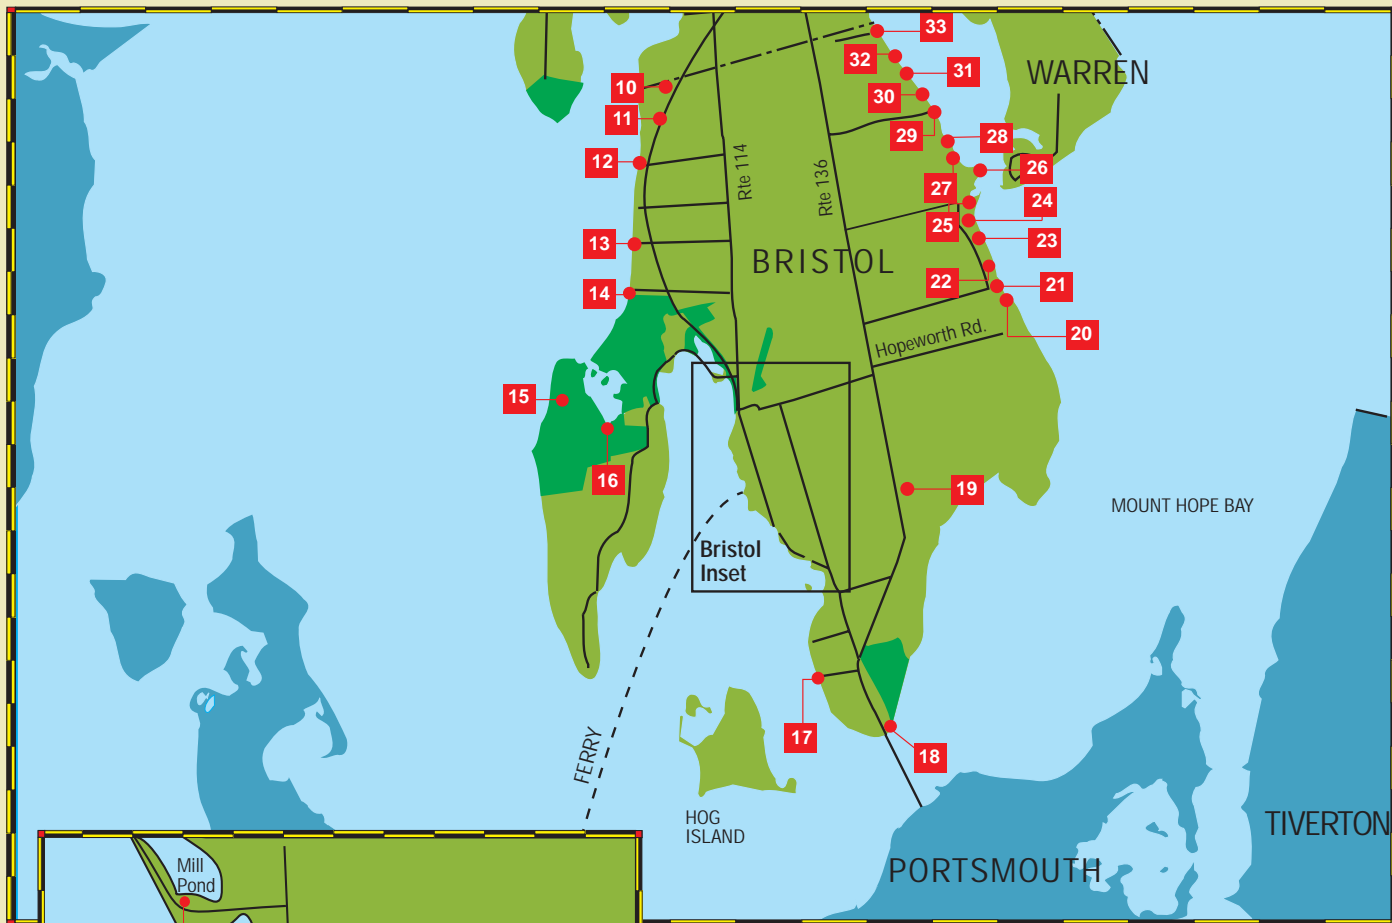 33
32
31
WARREN
10
30
11
29
28
12
26
Rte 114
Rte 136
27
24
25
13
23
BRISTOL
22
21
14
20
Hopeworth Rd.
15
16
19
MOUNT HOPE BAY
Bristol
Inset
17
18
FERRY
HOG
ISLAND
TIVERTON
PORTSMOUTH
Mill
Pond